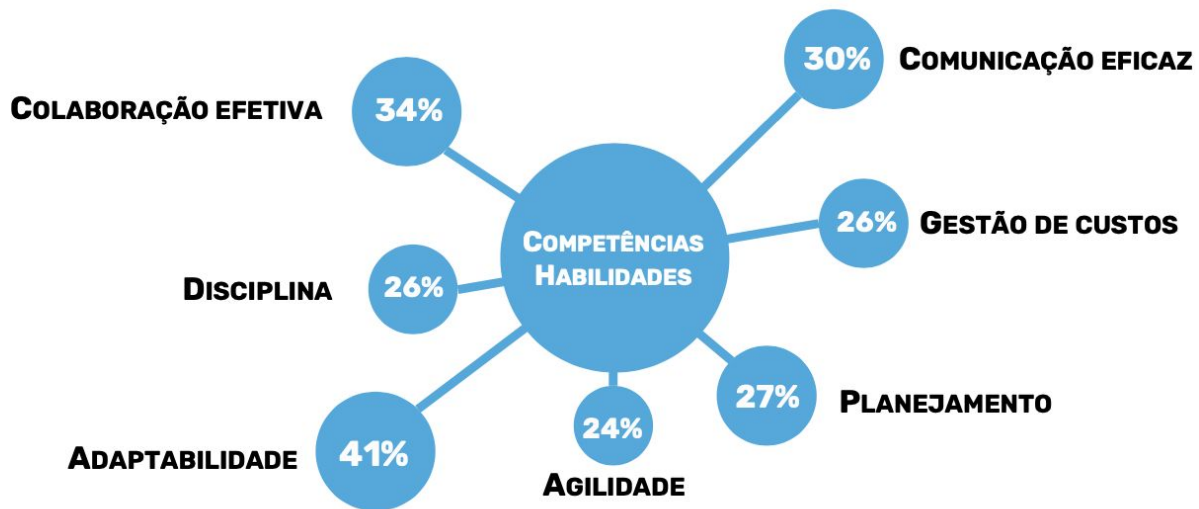 30% COMUNICAÇÃO EFICAZ
COLABORAÇÃO EFETIVA 34%
26% GESTÃO DE CUSTOS
COMPETÊNCIAS
HABILIDADES
DISCIPLINA 26%
27% PLANEJAMENTO
24%
ADAPTABILIDADE 41%
AGILIDADE